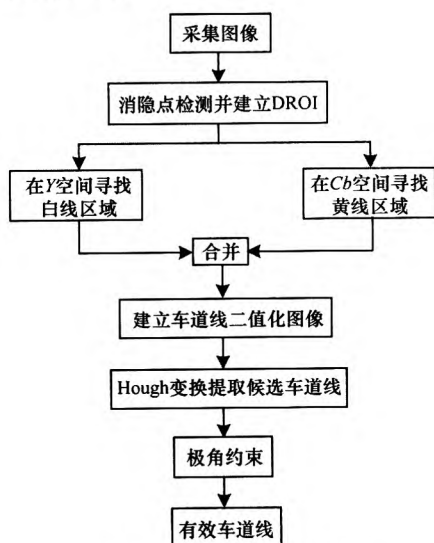 采集图像
消隐点检测并建立DROI
在Y空间寻找
白线区域
在Cb空间寻找
黄线区域
合并
建立车道线二值化图像
Hough变换提取候选车道线
极角约束
有效车道线